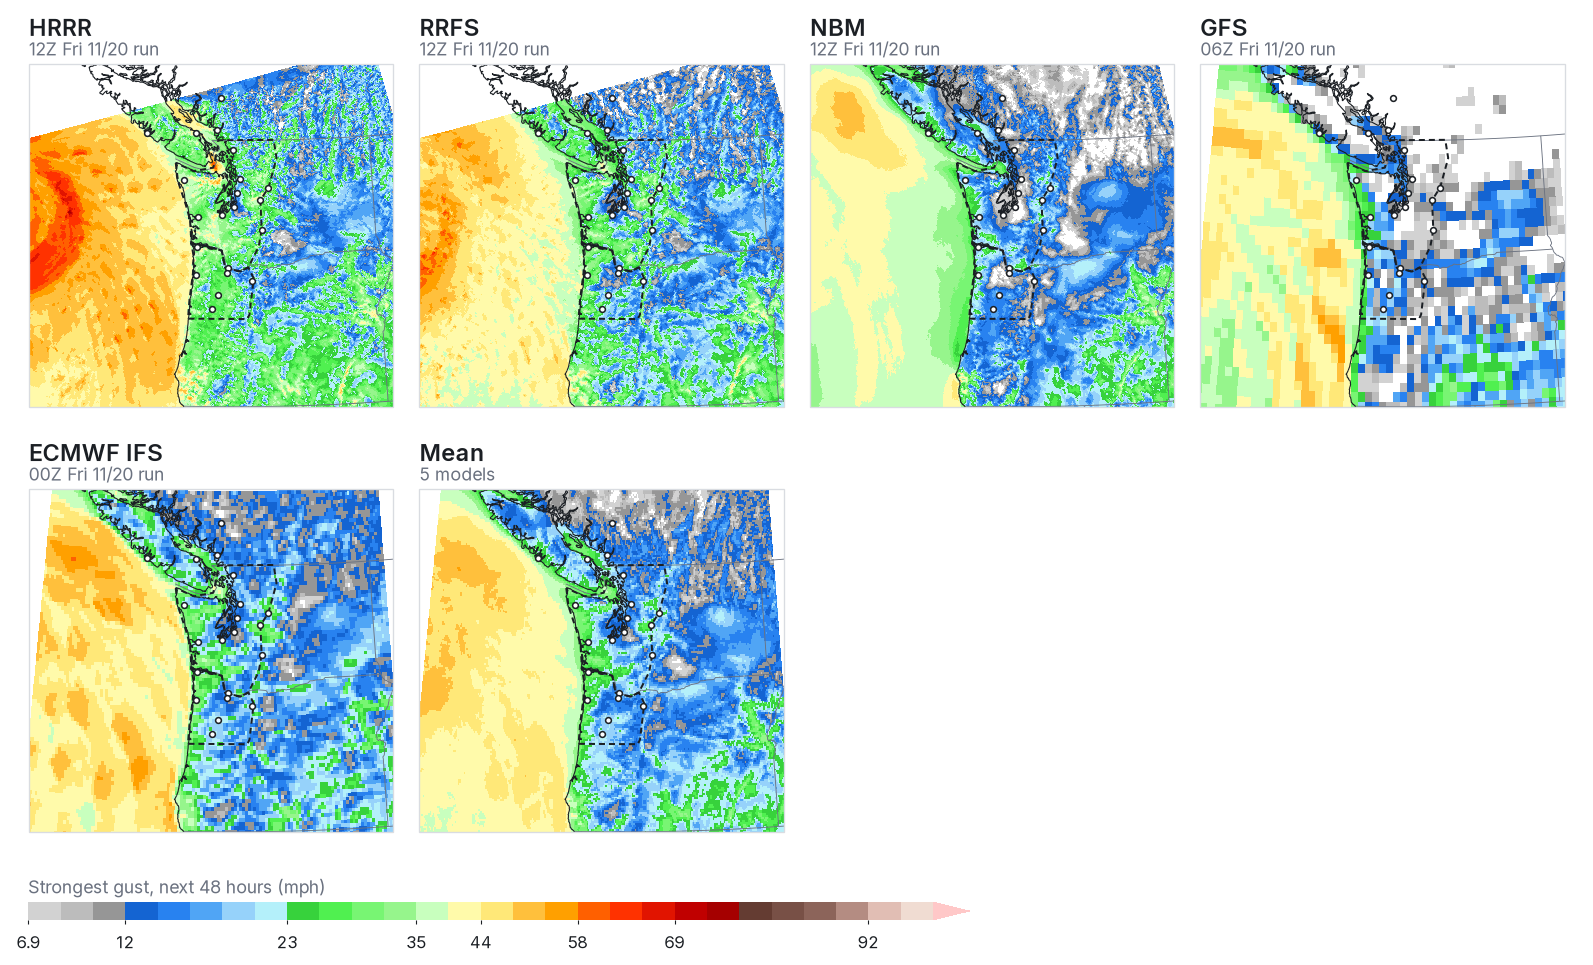 HRRR
12Z Fri 11/20 run
RRFS
12Z Fri 11/20 run
NBM
12Z Fri 11/20 run
GFS
06Z Fri 11/20 run
ECMWF IFS
00Z Fri 11/20 run
Mean
5 models
Strongest gust, next 48 hours (mph)
6.9 12 23 35 44 58 69 92